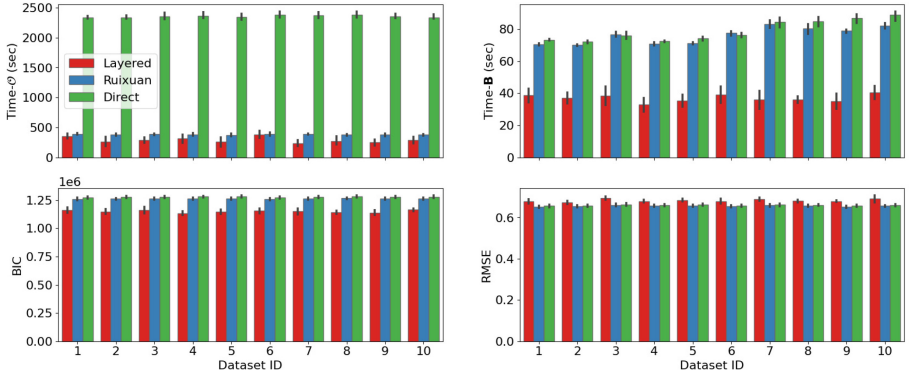 Time-𝒪 (sec)
2500
2000
1500
1000
500
0
Layered
Ruixuan
Direct
Time-B (sec)
80
60
40
20
0
1e6
BIC
1.25
1.00
0.75
0.50
0.25
0.00
1 2 3 4 5 6 7 8 9 10
Dataset ID
RMSE
0.6
0.4
0.2
0.0
1 2 3 4 5 6 7 8 9 10
Dataset ID